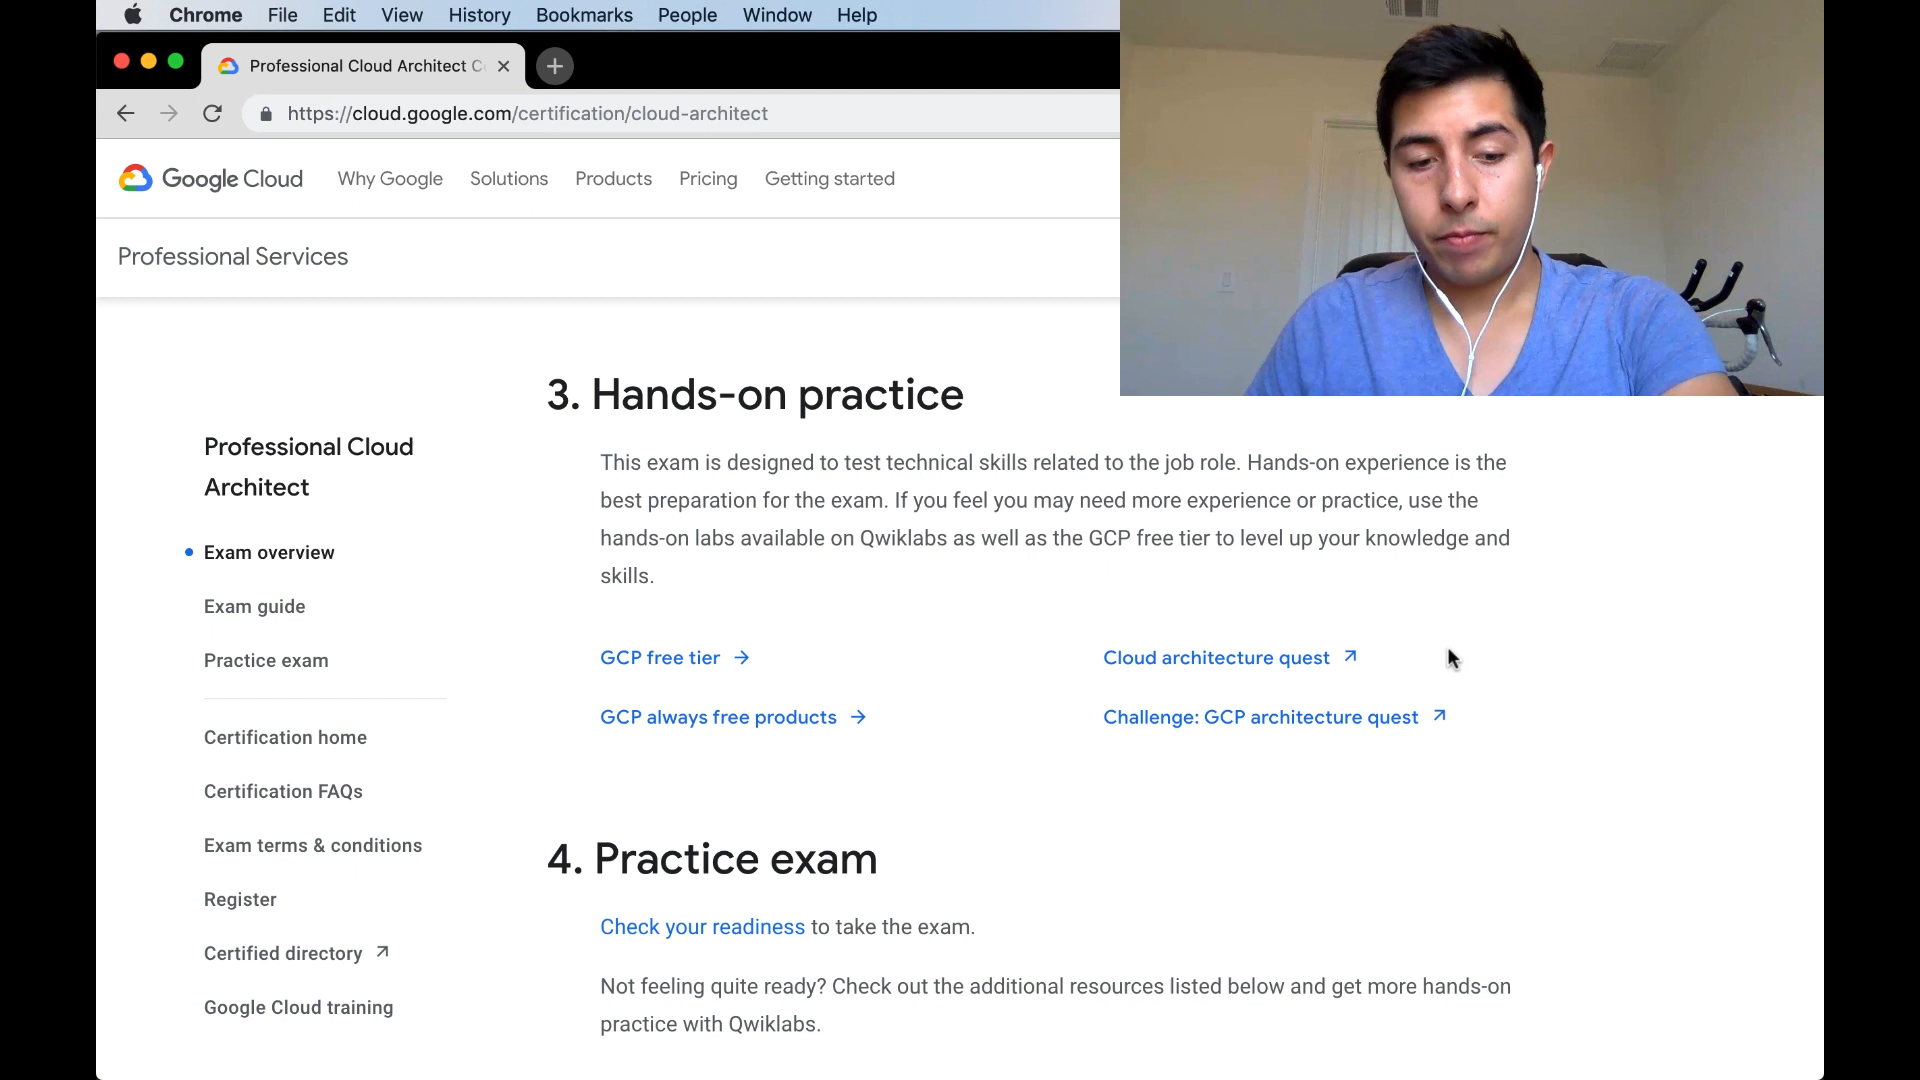 Chrome File Edit View History Bookmarks People Window Help
Professional Cloud Architect C
https://cloud.google.com/certification/cloud-architect
Google Cloud Why Google Solutions Products Pricing Getting started
Professional Services
3. Hands-on practice
This exam is designed to test technical skills related to the job role. Hands-on experience is the
best preparation for the exam. If you feel you may need more experience or practice, use the
hands-on labs available on Qwiklabs as well as the GCP free tier to level up your knowledge and
skills.
GCP free tier → Cloud architecture quest ↗
GCP always free products → Challenge: GCP architecture quest ↗
4. Practice exam
Check your readiness to take the exam.
Not feeling quite ready? Check out the additional resources listed below and get more hands-on
practice with Qwiklabs.
Professional Cloud
Architect
Exam overview
Exam guide
Practice exam
Certification home
Certification FAQs
Exam terms & conditions
Register
Certified directory ↗
Google Cloud training